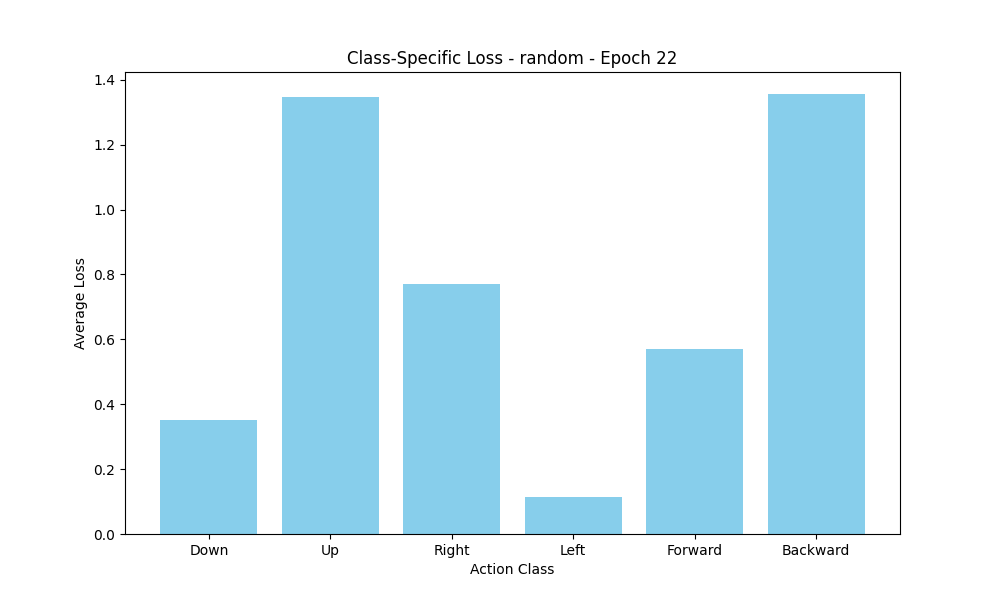 Class-Specific Loss - random - Epoch 22
Average Loss
1.4
1.2
1.0
0.8
0.6
0.4
0.2
0.0
Down Up Right Left Forward Backward
Action Class